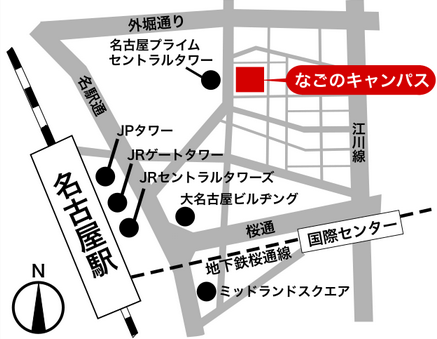 外堀通り
名古屋プライム
セントラルタワー
なごのキャンパス
名駅通
JPタワー
江川線
JRゲートタワー
JRセントラルタワーズ
名古屋駅
大名古屋ビルヂング
桜通
国際センター
地下鉄桜通線
N
ミッドランドスクエア